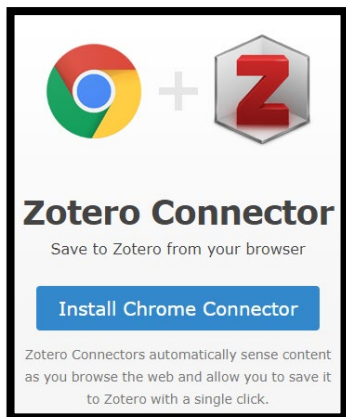 Z
Zotero Connector
Save to Zotero from your browser
Install Chrome Connector
Zotero Connectors automatically sense content
as you browse the web and allow you to save it
to Zotero with a single click.